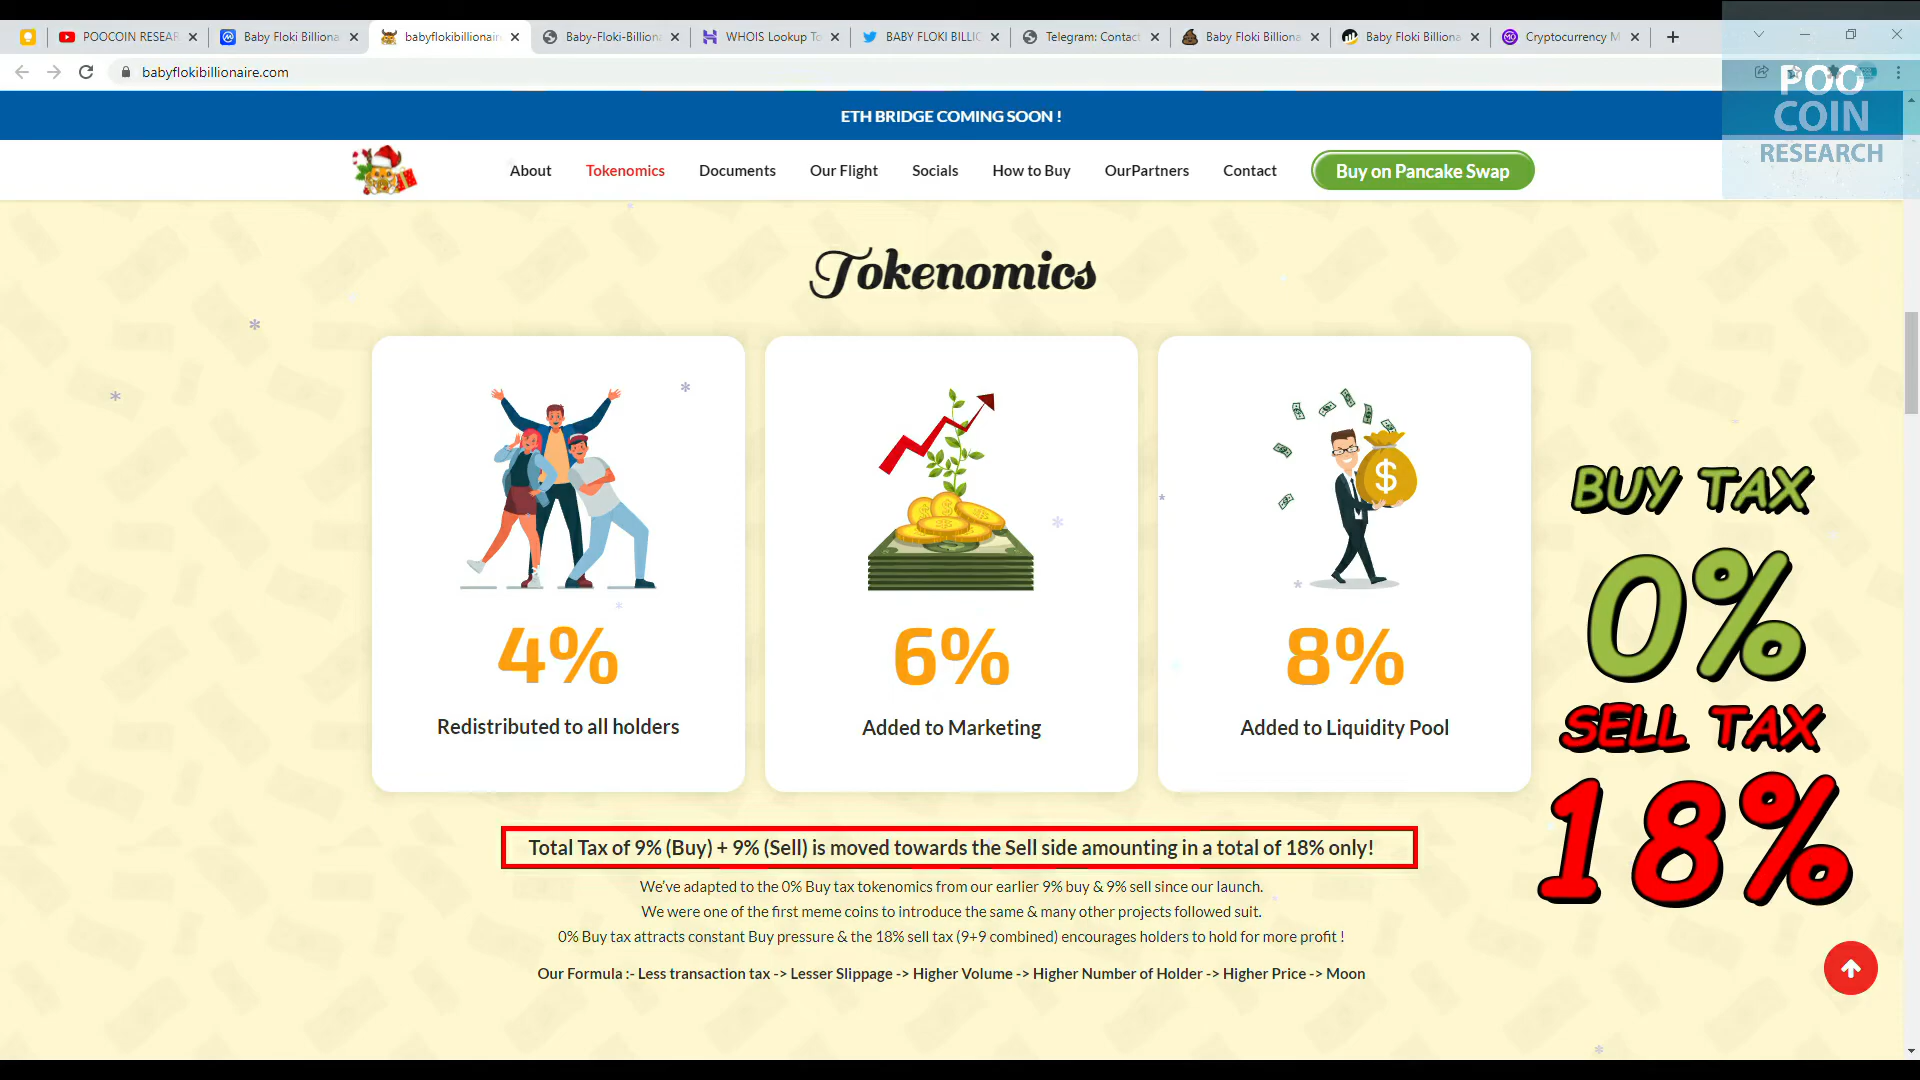 POOCOIN RESEAR
Baby Floki Billiona
babyflokibillionair
Baby-Floki-Billion
WHOIS Lookup To
BABY FLOKI BILLIC
Telegram: Contact
Baby Floki Billiona
Baby Floki Billiona
Cryptocurrency M
babyflokibillionaire.com
POO
COIN
RESEARCH
ETH BRIDGE COMING SOON !
About
Tokenomics
Documents
Our Flight
Socials
How to Buy
OurPartners
Contact
Buy on Pancake Swap
Tokenomics
4%
Redistributed to all holders
6%
Added to Marketing
$
8%
Added to Liquidity Pool
BUY TAX
0%
SELL TAX
18%
Total Tax of 9% (Buy) + 9% (Sell) is moved towards the Sell side amounting in a total of 18% only!
We've adapted to the 0% Buy tax tokenomics from our earlier 9% buy & 9% sell since our launch.
We were one of the first meme coins to introduce the same & many other projects followed suit.
0% Buy tax attracts constant Buy pressure & the 18% sell tax (9+9 combined) encourages holders to hold for more profit !
Our Formula :- Less transaction tax -> Lesser Slippage -> Higher Volume -> Higher Number of Holder -> Higher Price -> Moon